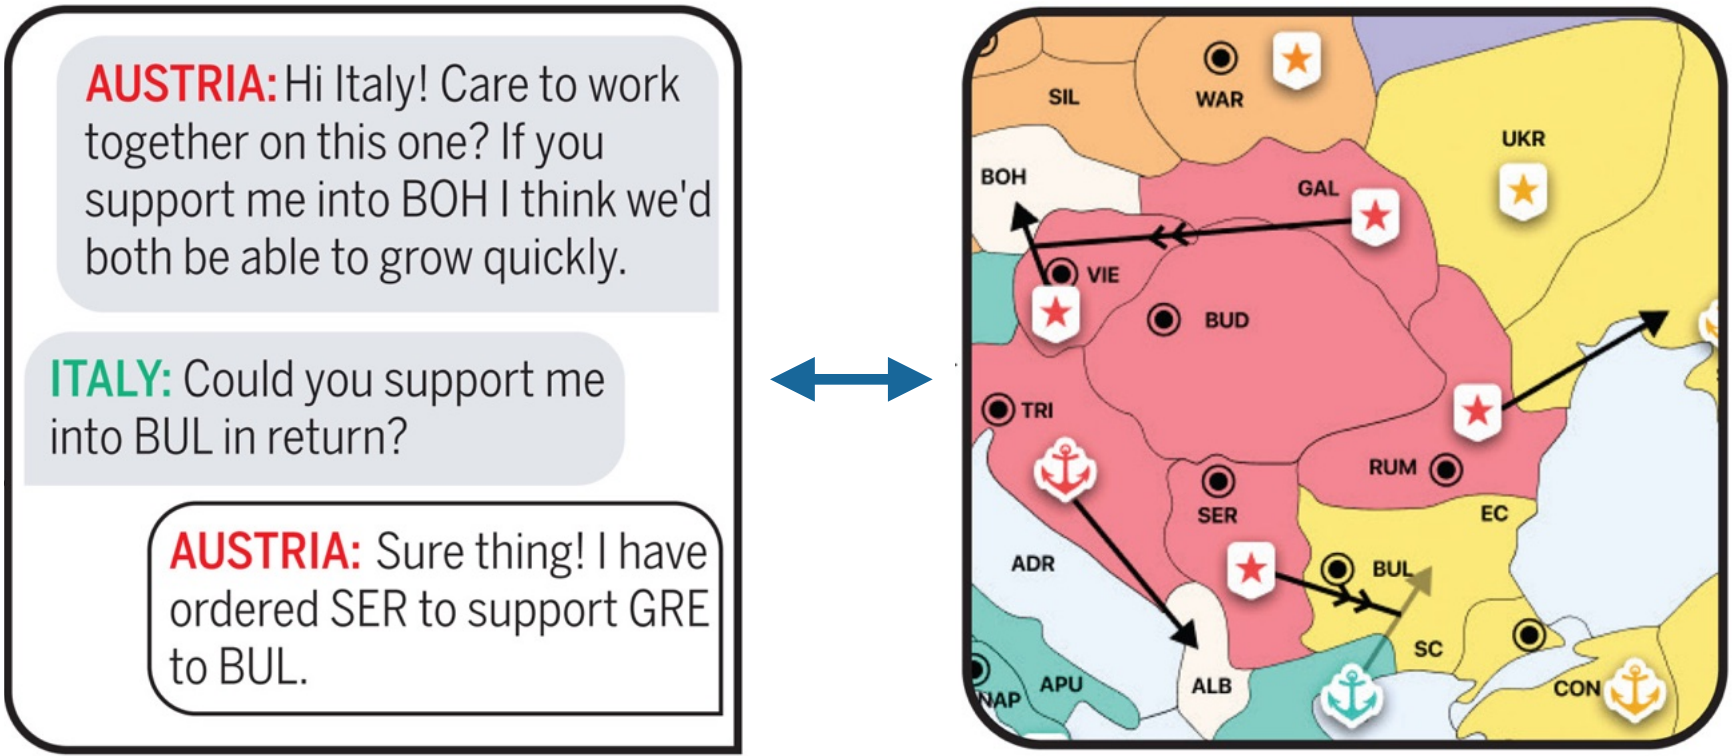 AUSTRIA: Hi Italy! Care to work
together on this one? If you
support me into BOH I think we'd
both be able to grow quickly.
ITALY: Could you support me
into BUL in return?
AUSTRIA: Sure thing! I have
ordered SER to support GRE
to BUL.
SIL
WAR
UKR
BOH
GAL
VIE
BUD
TRI
RUM
SER
EC
ADR
BUL
SC
APU
ALB
CON
NAP